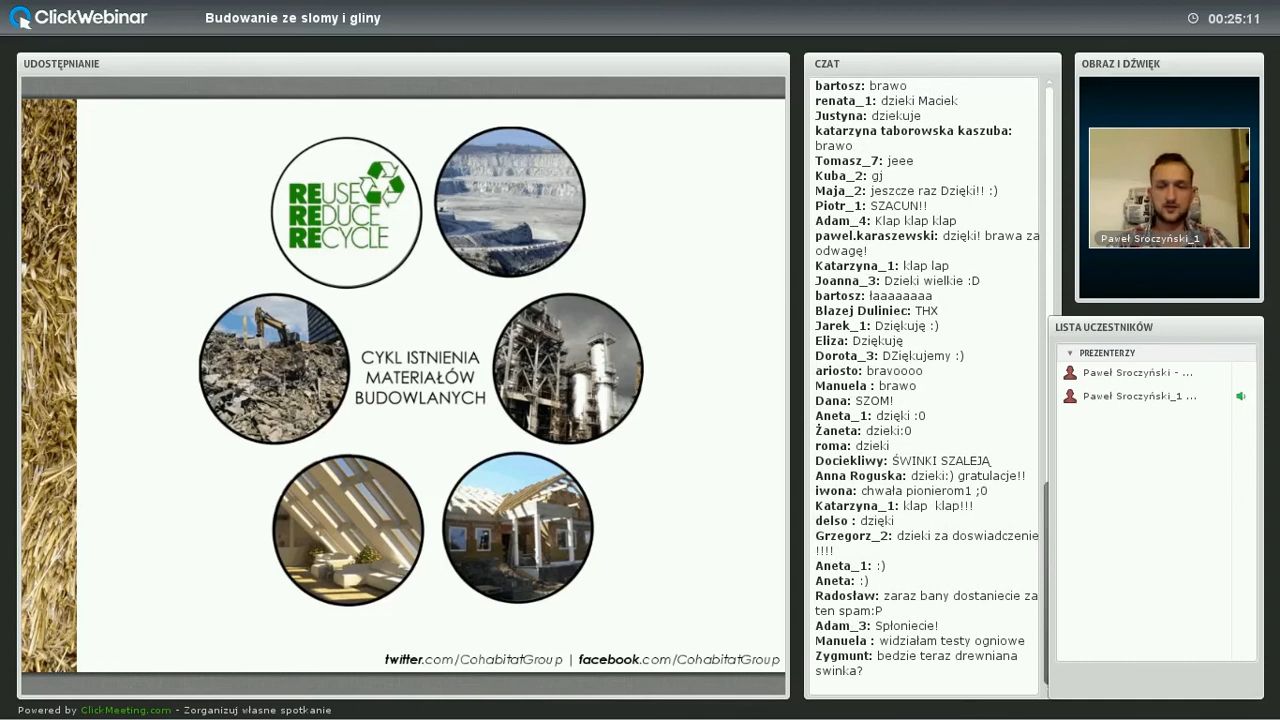 ClickWebinar
Budowanie ze slomy i gliny
00:25:11
UDOSTĘPNIANIE
REUSE
REDUCE
RECYCLE
CYKL ISTNIENIA
MATERIAŁÓW
BUDOWLANYCH
twitter.com/CohabitatGroup | facebook.com/CohabitatGroup
CZAT
bartosz: brawo
renata_1: dzieki Maciek
Justyna: dziekuje
katarzyna taborowska kaszuba:
brawo
Tomasz_7: jeee
Kuba_2: gj
Maja_2: jeszcze raz Dzięki!! :)
Piotr_1: SZACUN!!
Adam_4: Klap klap klap
pawel.karaszewski: dzięki! brawa za
odwagę!
Katarzyna_1: klap lap
Joanna_3: Dzieki wielkie :D
bartosz: łaaaaaaaa
Blazej Duliniec: THX
Jarek_1: Dziękuję :)
Eliza: Dziękuję
Dorota_3: DZiękujemy :)
ariosto: bravoooo
Manuela : brawo
Dana: SZOM!
Aneta_1: dzięki :0
Żaneta: dzieki:0
roma: dzieki
Dociekliwy: ŚWINKI SZALEJĄ
Anna Roguska: dzieki:) gratulacje!!
iwona: chwała pionierom1 ;0
Katarzyna_1: klap  klap!!!
delso : dzięki
Grzegorz_2: dzieki za doswiadczenie
!!!!
Aneta_1: :)
Aneta: :)
Radosław: zaraz bany dostaniecie za
ten spam:P
Adam_3: Spłoniecie!
Manuela : widziałam testy ogniowe
Zygmunt: bedzie teraz drewniana
swinka?
OBRAZ I DŹWIĘK
Paweł Sroczyński_1
LISTA UCZESTNIKÓW
PREZENTERZY
Paweł Sroczyński - ...
Paweł Sroczyński_1 ...
Powered by ClickMeeting.com - Zorganizuj własne spotkanie